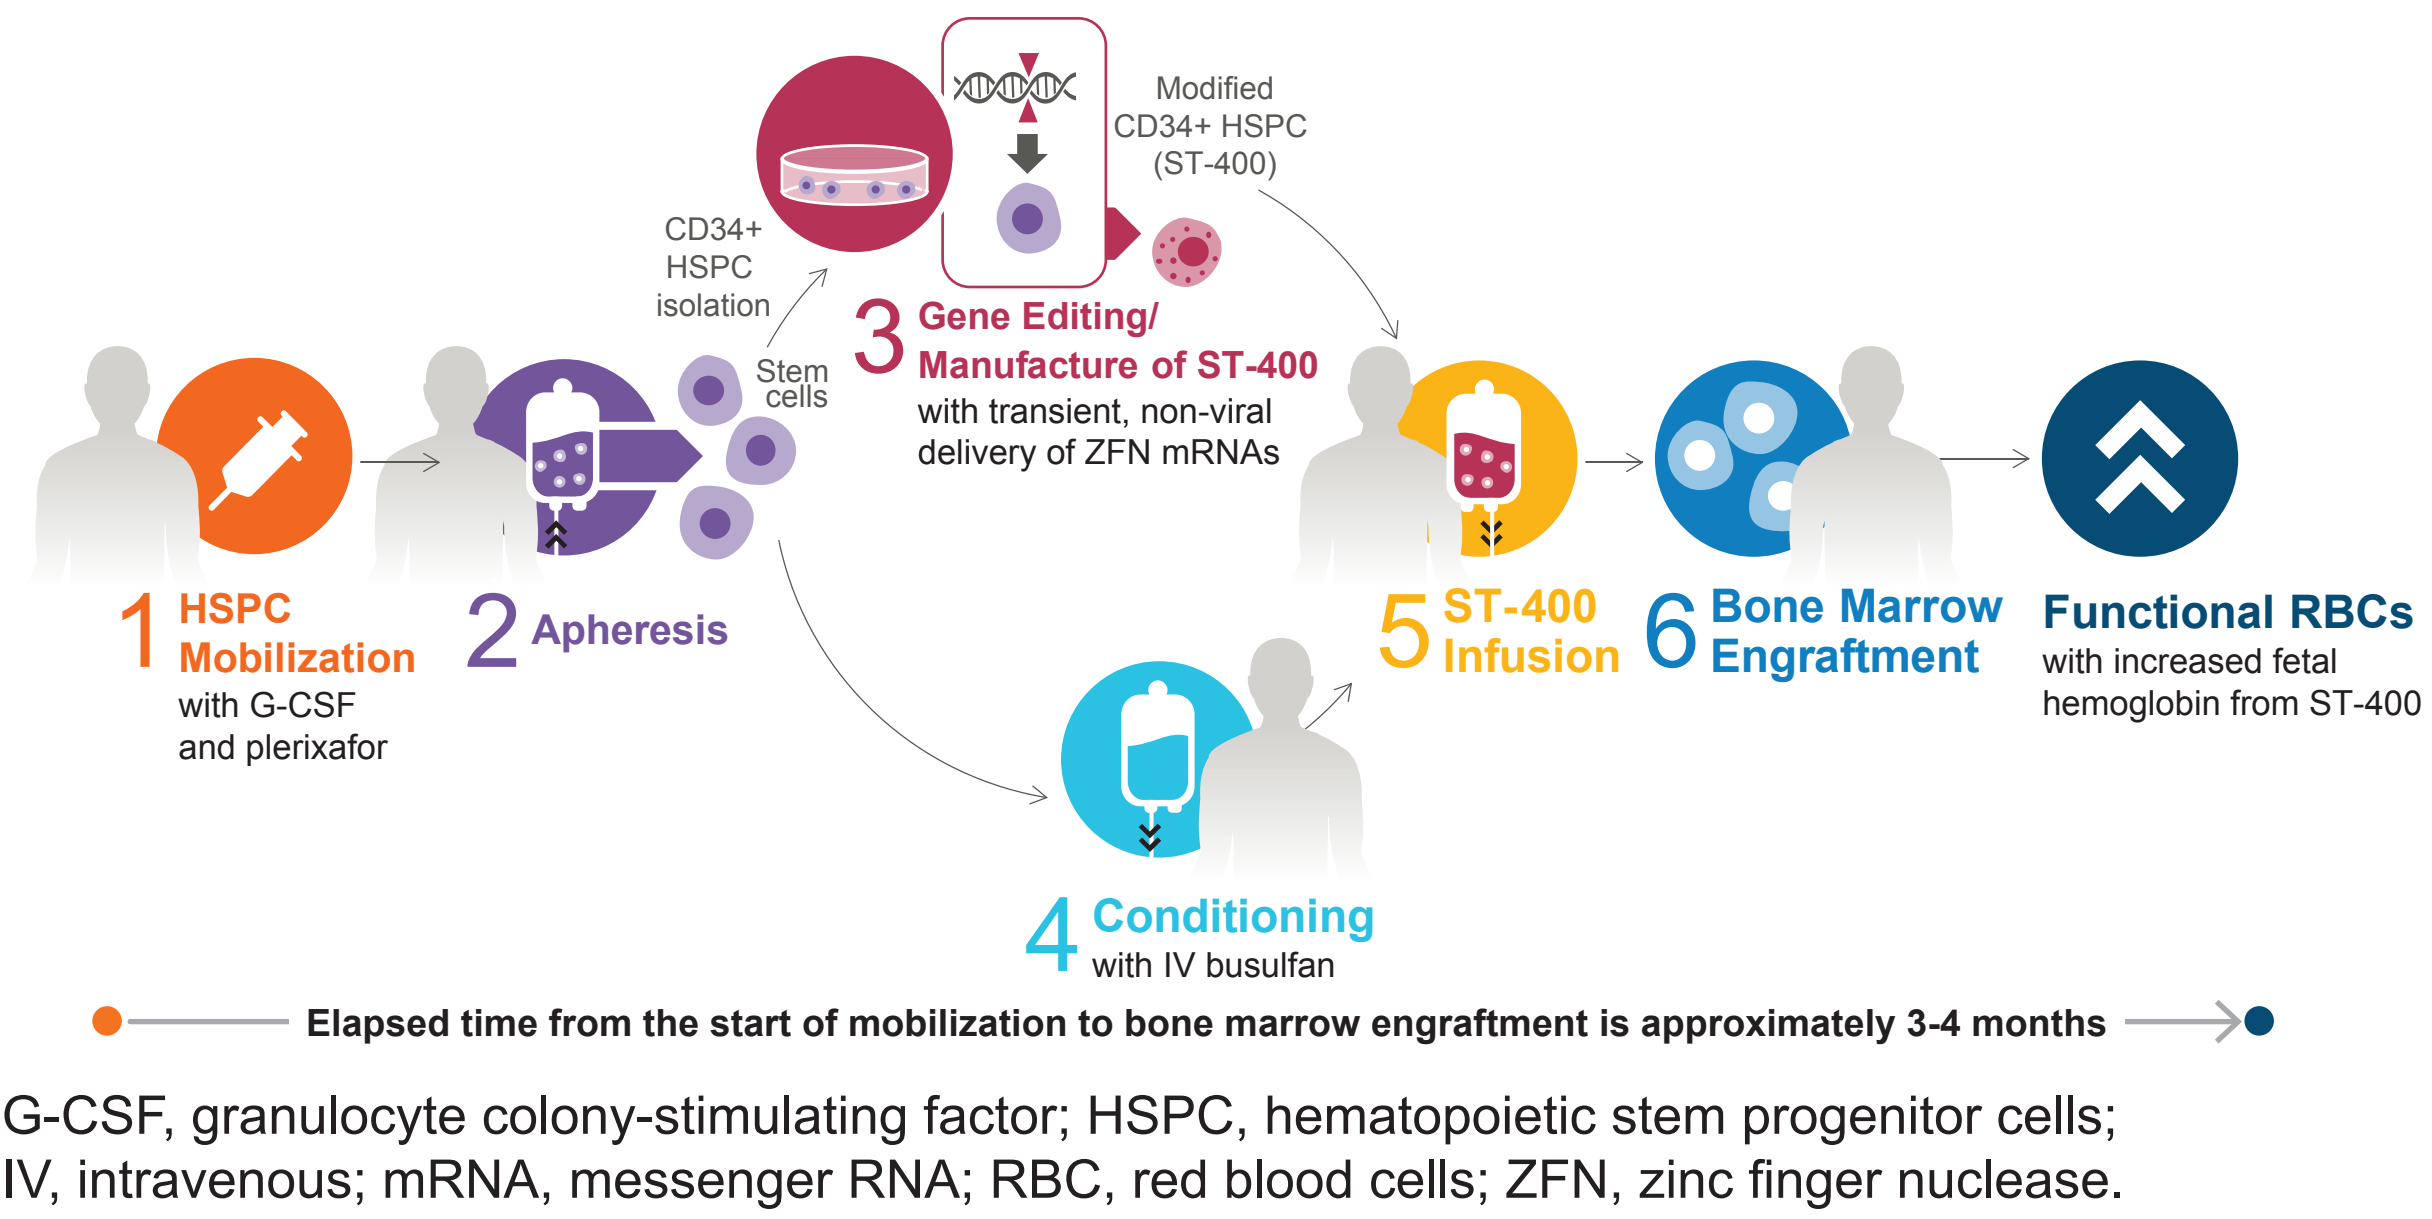 1 HSPC
Mobilization
with G-CSF
and plerixafor
2 Apheresis
Stem
cells
CD34+
HSPC
isolation
3 Gene Editing/
Manufacture of ST-400
with transient, non-viral
delivery of ZFN mRNAs
Modified
CD34+ HSPC
(ST-400)
4 Conditioning
with IV busulfan
5 ST-400
Infusion
6 Bone Marrow
Engraftment
Functional RBCs
with increased fetal
hemoglobin from ST-400
Elapsed time from the start of mobilization to bone marrow engraftment is approximately 3-4 months
G-CSF, granulocyte colony-stimulating factor; HSPC, hematopoietic stem progenitor cells;
IV, intravenous; mRNA, messenger RNA; RBC, red blood cells; ZFN, zinc finger nuclease.